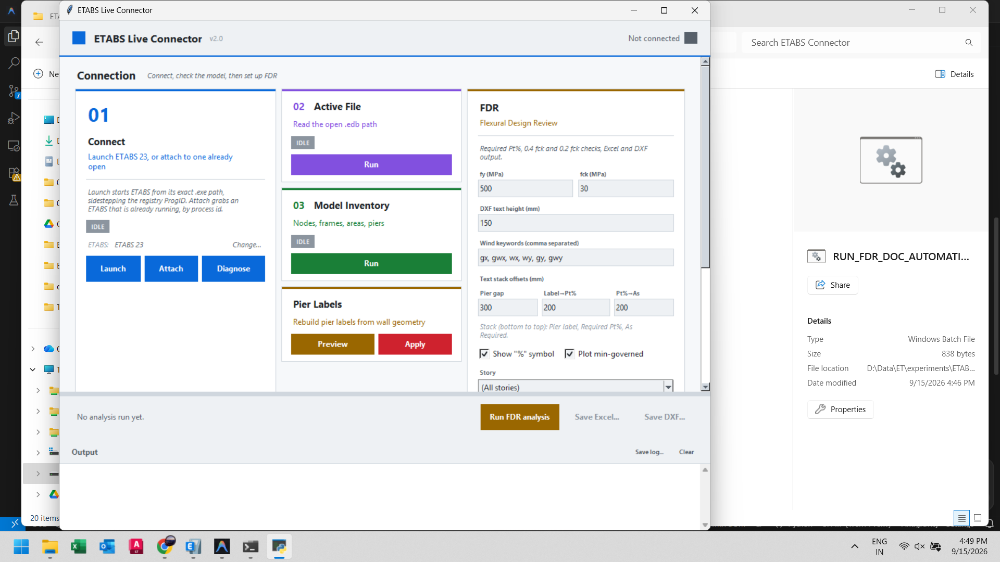 ETABS Live Connector
ETABS Live Connector v2.0
Not connected
Search ETABS Connector
Details
Connection Connect, check the model, then set up FDR
01
Connect
Launch ETABS 23, or attach to one already
open
Launch starts ETABS from its exact .exe path,
sidestepping the registry ProgID. Attach grabs an
ETABS that is already running, by process id.
IDLE
ETABS: ETABS 23 Change...
Launch Attach Diagnose
02 Active File
Read the open .edb path
IDLE
Run
03 Model Inventory
Nodes, frames, areas, piers
IDLE
Run
Pier Labels
Rebuild pier labels from wall geometry
Preview Apply
FDR
Flexural Design Review
Required Pt%, 0.4 fck and 0.2 fck checks, Excel and DXF
output.
fy (MPa) fck (MPa)
500 30
DXF text height (mm)
150
Wind keywords (comma separated)
gx, gwx, wx, wy, gy, gwy
Text stack offsets (mm)
Pier gap Label→Pt% Pt%→As
300 200 200
Stack (bottom to top): Pier label, Required Pt%, As
Required.
Show "%" symbol Plot min-governed
Story
(All stories)
No analysis run yet.
Run FDR analysis Save Excel... Save DXF...
Output
Save log... Clear
RUN_FDR_DOC_AUTOMATI...
Share
Details
Type Windows Batch File
Size 838 bytes
File location D:\Data\ET\experiments\ETAB...
Date modified 9/15/2026 4:46 PM
Properties
7
20 items
ENG
IN
4:49 PM
9/15/2026